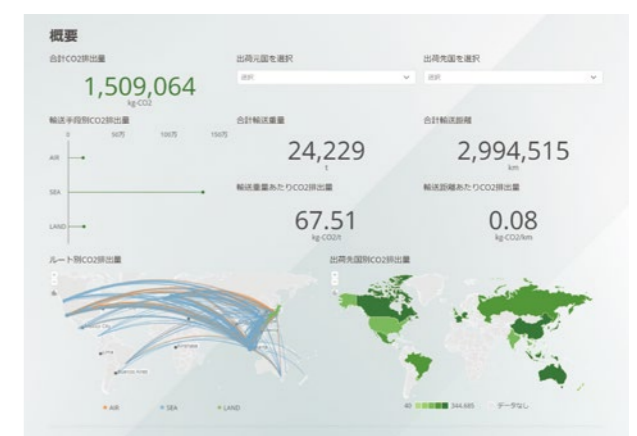 概要
合計CO2排出量
1,509,064
kg-CO2
出荷元国を選択
選択
出荷先国を選択
選択
輸送手段別CO2排出量
0 50万 100万 150万
AIR
SEA
LAND
合計輸送重量
24,229
t
合計輸送距離
2,994,515
km
輸送重量あたりCO2排出量
67.51
kg-CO2/t
輸送距離あたりCO2排出量
0.08
kg-CO2/km
ルート別CO2排出量
Lima
Buenos Aires
Kinshasa
AIR SEA LAND
出荷先国別CO2排出量
40 344,685 データなし